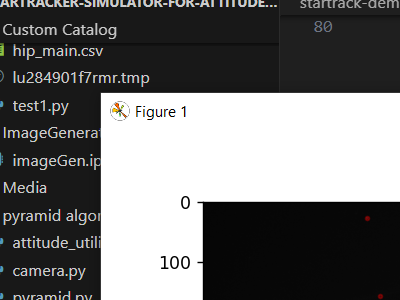 ARTRACKER-SIMULATOR-FOR-ATTITUDE...
startrack-dem
Custom Catalog
80
hip_main.csv
lu284901f7rmr.tmp
test1.py
Figure 1
ImageGenerat
imageGen.ip
Media
0
pyramid algor
attitude_utili
100
camera.py
pyramid.py